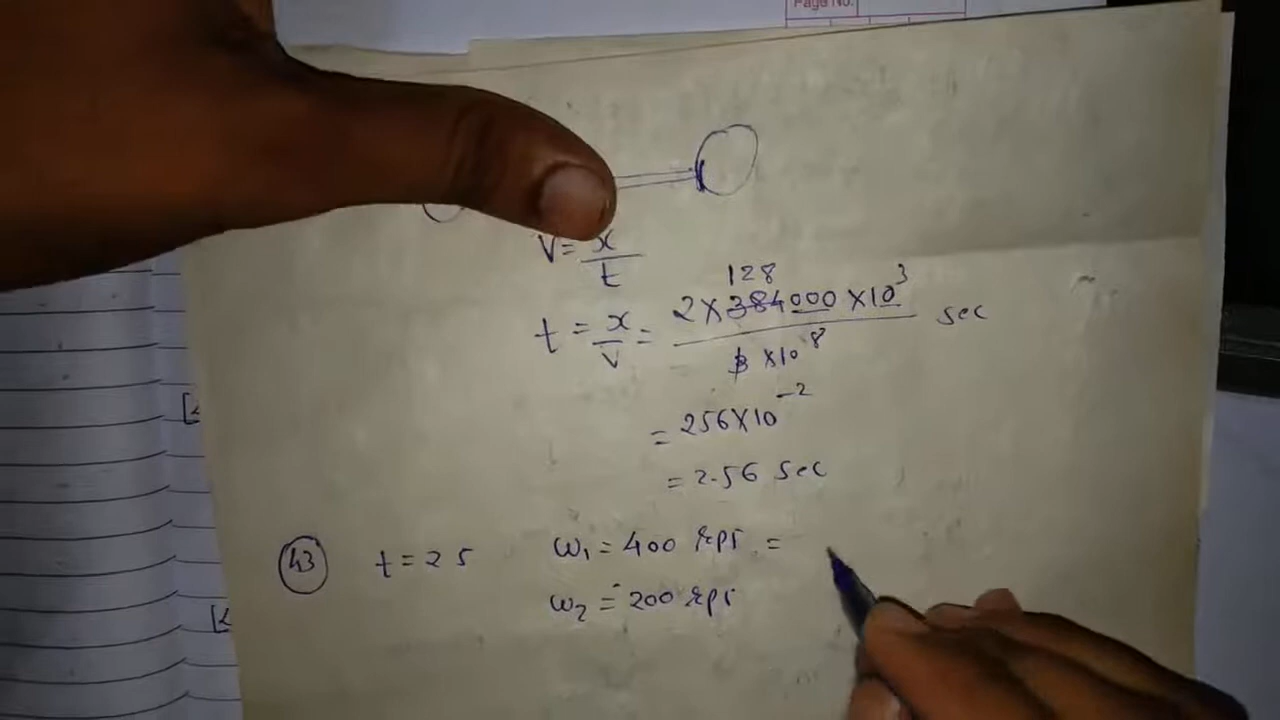 Page No.
V = x/t
128
t = x/v = 2 × 384000 × 10³ / 3 × 10⁸ sec
= 256 × 10⁻²
= 2.56 sec
43 t = 2 s ω₁ = 400 rps =
ω₂ = 200 rps